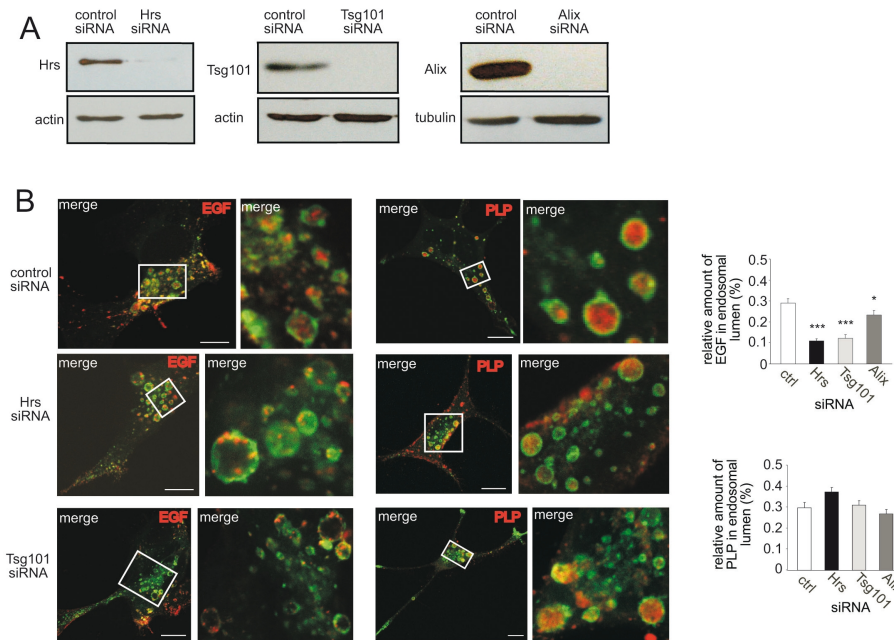 A
control siRNA
Hrs siRNA
Hrs
actin
control siRNA
Tsg101 siRNA
Tsg101
actin
control siRNA
Alix siRNA
Alix
tubulin
B
control siRNA
merge
EGF
merge
merge
PLP
merge
Hrs siRNA
merge
EGF
merge
merge
PLP
merge
Tsg101 siRNA
merge
EGF
merge
merge
PLP
merge
relative amount of
EGF in endosomal
lumen (%)
0.5
0.4
0.3
0.2
0.1
0
***
***
*
ctrl
Hrs
Tsg101
Alix
siRNA
relative amount of
PLP in endosomal
lumen (%)
0.5
0.4
0.3
0.2
0.1
0
ctrl
Hrs
Tsg101
Ali
siRNA